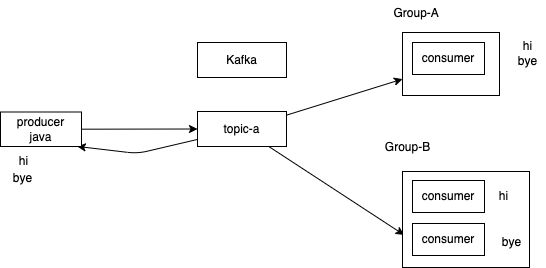 Group-A
consumer
hi
bye
Kafka
producer
java
topic-a
hi
bye
Group-B
consumer
hi
consumer
bye